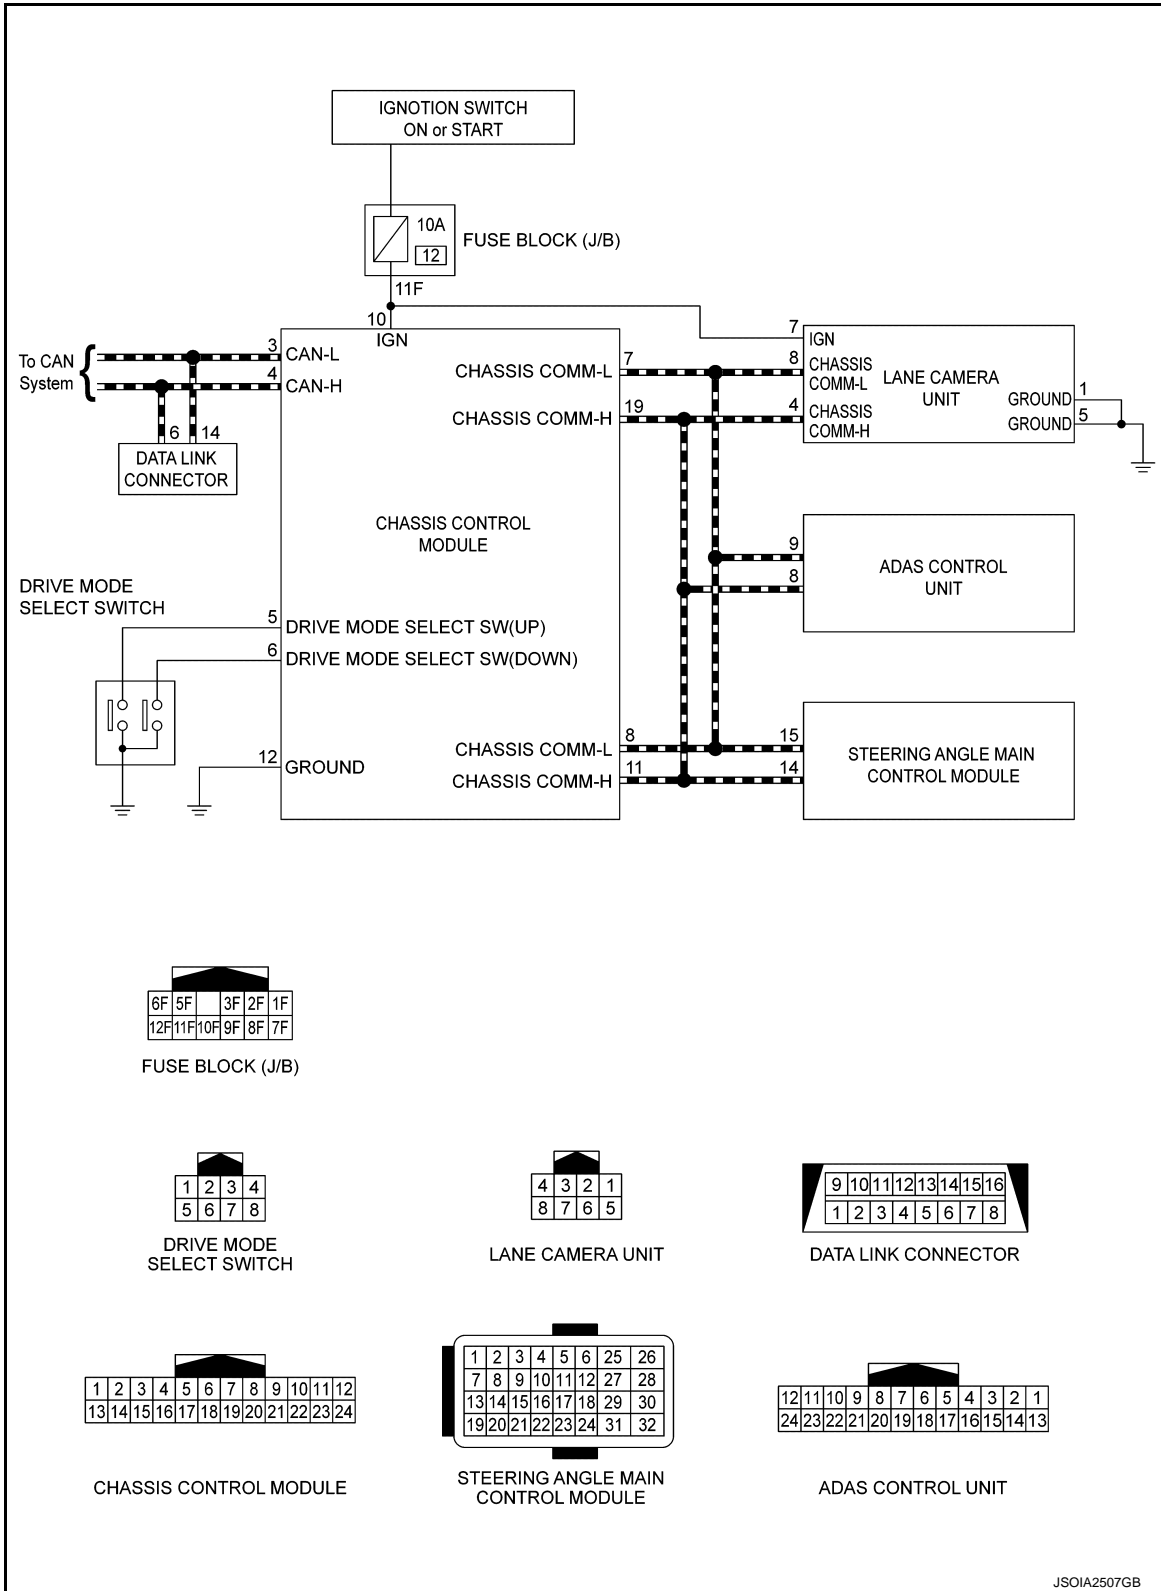 IGNOTION SWITCH
ON or START
10A
12
FUSE BLOCK (J/B)
11F
10
IGN
To CAN
System
3
CAN-L
4
CAN-H
6
14
DATA LINK
CONNECTOR
7
CHASSIS COMM-L
19
CHASSIS COMM-H
7
IGN
8
CHASSIS
COMM-L
4
CHASSIS
COMM-H
LANE CAMERA
UNIT
GROUND
1
GROUND
5
CHASSIS CONTROL
MODULE
9
8
ADAS CONTROL
UNIT
DRIVE MODE
SELECT SWITCH
5
DRIVE MODE SELECT SW(UP)
6
DRIVE MODE SELECT SW(DOWN)
12
GROUND
CHASSIS COMM-L
8
CHASSIS COMM-H
11
15
14
STEERING ANGLE MAIN
CONTROL MODULE
6F 5F 3F 2F 1F
12F 11F 10F 9F 8F 7F
FUSE BLOCK (J/B)
1 2 3 4
5 6 7 8
DRIVE MODE
SELECT SWITCH
4 3 2 1
8 7 6 5
LANE CAMERA UNIT
9 10 11 12 13 14 15 16
1 2 3 4 5 6 7 8
DATA LINK CONNECTOR
1 2 3 4 5 6 7 8 9 10 11 12
13 14 15 16 17 18 19 20 21 22 23 24
CHASSIS CONTROL MODULE
1 2 3 4 5 6 25 26
7 8 9 10 11 12 27 28
13 14 15 16 17 18 29 30
19 20 21 22 23 24 31 32
STEERING ANGLE MAIN
CONTROL MODULE
12 11 10 9 8 7 6 5 4 3 2 1
24 23 22 21 20 19 18 17 16 15 14 13
ADAS CONTROL UNIT
JSOIA2507GB